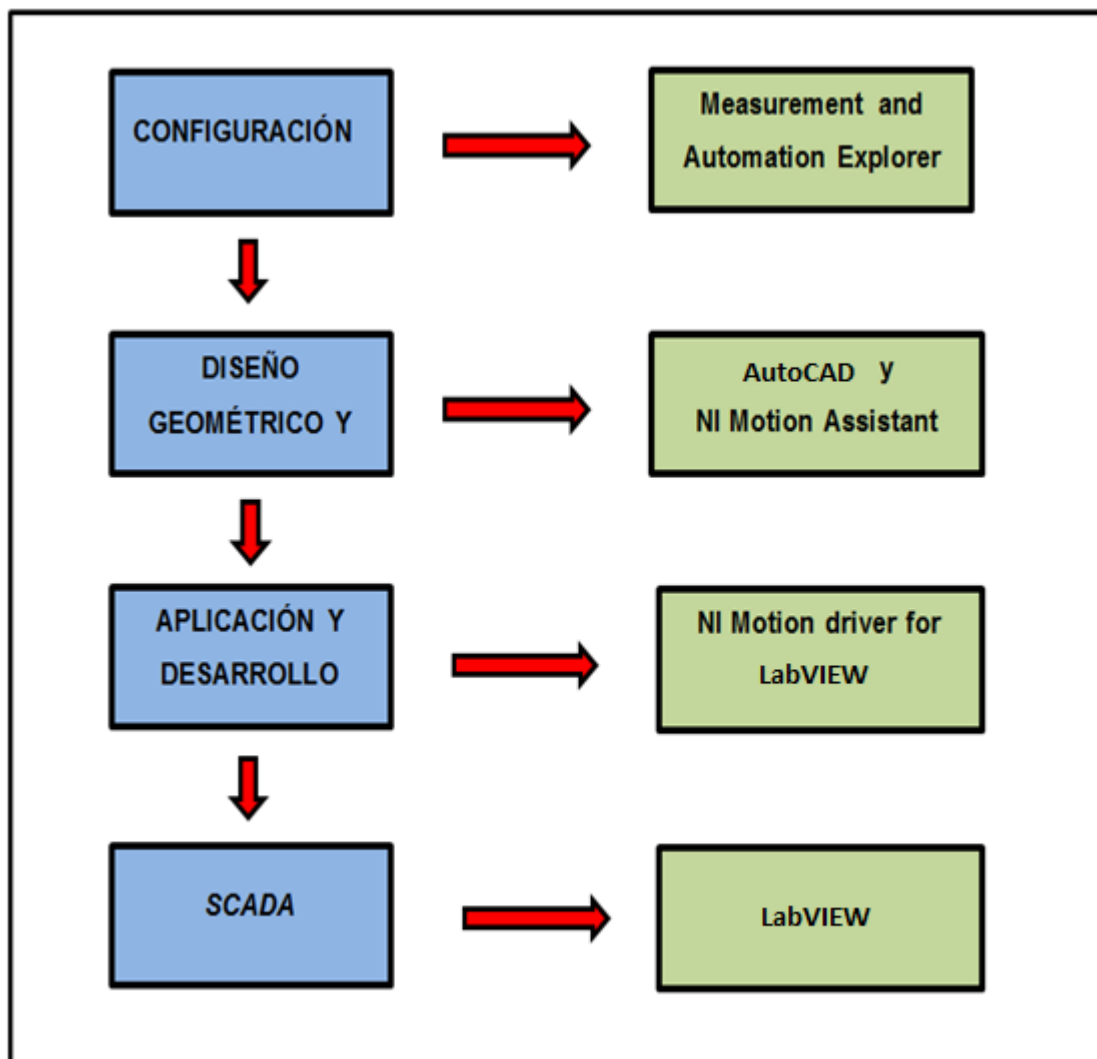 CONFIGURACIÓN
Measurement and
Automation Explorer
DISEÑO
GEOMÉTRICO Y
AutoCAD y
NI Motion Assistant
APLICACIÓN Y
DESARROLLO
NI Motion driver for
LabVIEW
SCADA
LabVIEW